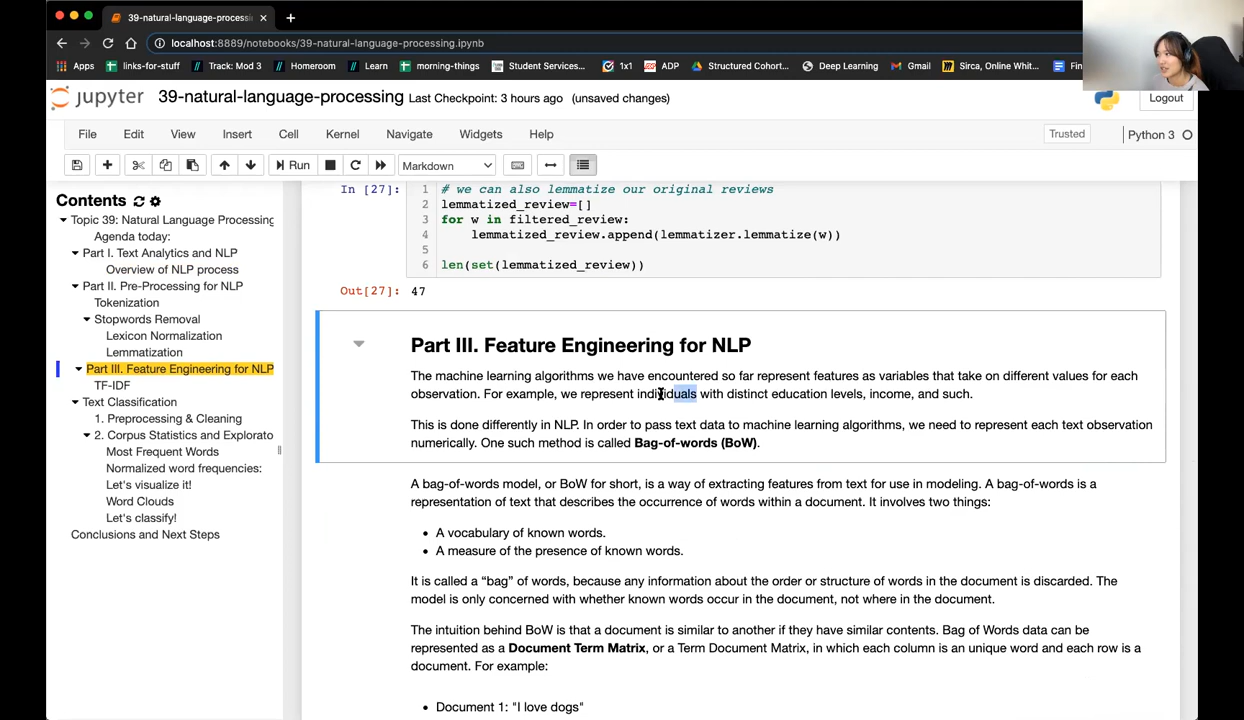 39-natural-language-processi
localhost:8889/notebooks/39-natural-language-processing.ipynb
Apps links-for-stuff Track: Mod 3 Homeroom Learn morning-things Student Services... 1x1 ADP Structured Cohort... Deep Learning Gmail Sirca, Online Whit... Fin
jupyter 39-natural-language-processing Last Checkpoint: 3 hours ago (unsaved changes) Logout
File Edit View Insert Cell Kernel Navigate Widgets Help Trusted Python 3
Run Markdown
Contents
Topic 39: Natural Language Processing
Agenda today:
Part I. Text Analytics and NLP
Overview of NLP process
Part II. Pre-Processing for NLP
Tokenization
Stopwords Removal
Lexicon Normalization
Lemmatization
Part III. Feature Engineering for NLP
TF-IDF
Text Classification
1. Preprocessing & Cleaning
2. Corpus Statistics and Explorato
Most Frequent Words
Normalized word frequencies:
Let's visualize it!
Word Clouds
Let's classify!
Conclusions and Next Steps
In [27]: 1 # we can also lemmatize our original reviews
2 lemmatized_review=[]
3 for w in filtered_review:
4 lemmatized_review.append(lemmatizer.lemmatize(w))
5
6 len(set(lemmatized_review))
Out[27]: 47
Part III. Feature Engineering for NLP
The machine learning algorithms we have encountered so far represent features as variables that take on different values for each
observation. For example, we represent individuals with distinct education levels, income, and such.
This is done differently in NLP. In order to pass text data to machine learning algorithms, we need to represent each text observation
numerically. One such method is called Bag-of-words (BoW).
A bag-of-words model, or BoW for short, is a way of extracting features from text for use in modeling. A bag-of-words is a
representation of text that describes the occurrence of words within a document. It involves two things:
• A vocabulary of known words.
• A measure of the presence of known words.
It is called a “bag” of words, because any information about the order or structure of words in the document is discarded. The
model is only concerned with whether known words occur in the document, not where in the document.
The intuition behind BoW is that a document is similar to another if they have similar contents. Bag of Words data can be
represented as a Document Term Matrix, or a Term Document Matrix, in which each column is an unique word and each row is a
document. For example:
• Document 1: "I love dogs"